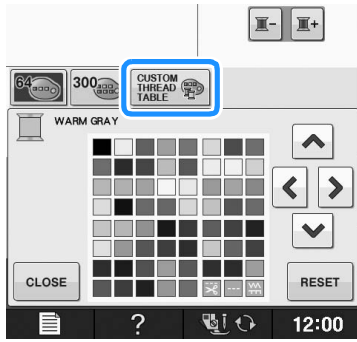 64
300
CUSTOM
THREAD
TABLE
WARM GRAY
CLOSE
RESET
?
12:00